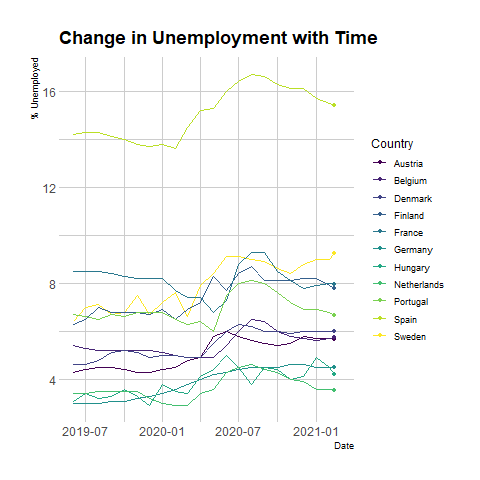 Change in Unemployment with Time
% Unemployed
16
12
8
4
2019-07 2020-01 2020-07 2021-01
Date
Country
Austria
Belgium
Denmark
Finland
France
Germany
Hungary
Netherlands
Portugal
Spain
Sweden